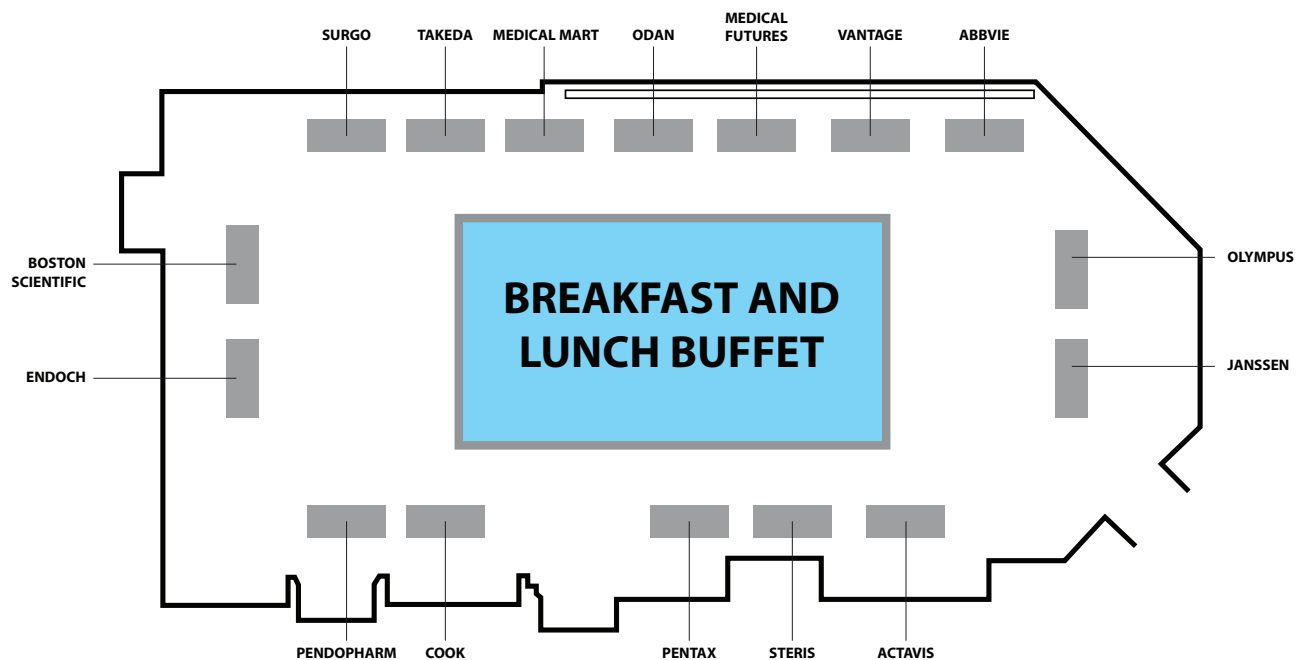 MEDICAL
FUTURES
SURGO
TAKEDA
MEDICAL MART
ODAN
VANTAGE
ABBVIE
BOSTON
SCIENTIFIC
OLYMPUS
BREAKFAST AND
LUNCH BUFFET
ENDOCH
JANSSEN
PENDOPHARM
COOK
PENTAX
STERIS
ACTAVIS